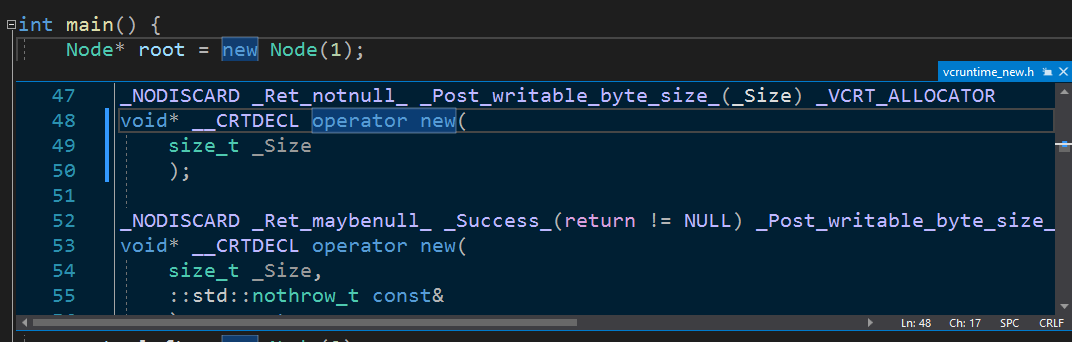 int main() {
Node* root = new Node(1);
vcruntime_new.h
47 _NODISCARD _Ret_notnull_ _Post_writable_byte_size_(_Size) _VCRT_ALLOCATOR
48 void* __CRTDECL operator new(
49 size_t _Size
50 );
51
52 _NODISCARD _Ret_maybenull_ _Success_(return != NULL) _Post_writable_byte_size_
53 void* __CRTDECL operator new(
54 size_t _Size,
55 ::std::nothrow_t const&
Ln: 48 Ch: 17 SPC CRLF